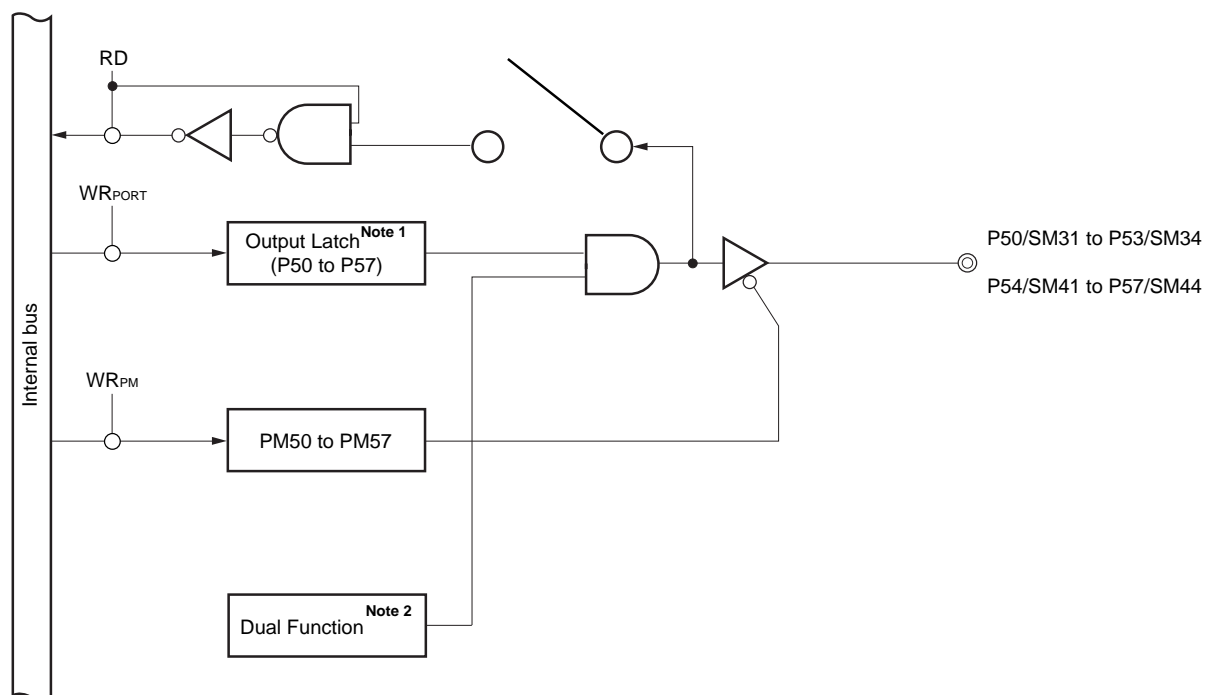 RD
WRPORT
Output Latch Note 1
(P50 to P57)
P50/SM31 to P53/SM34
P54/SM41 to P57/SM44
Internal bus
WRPM
PM50 to PM57
Dual Function Note 2